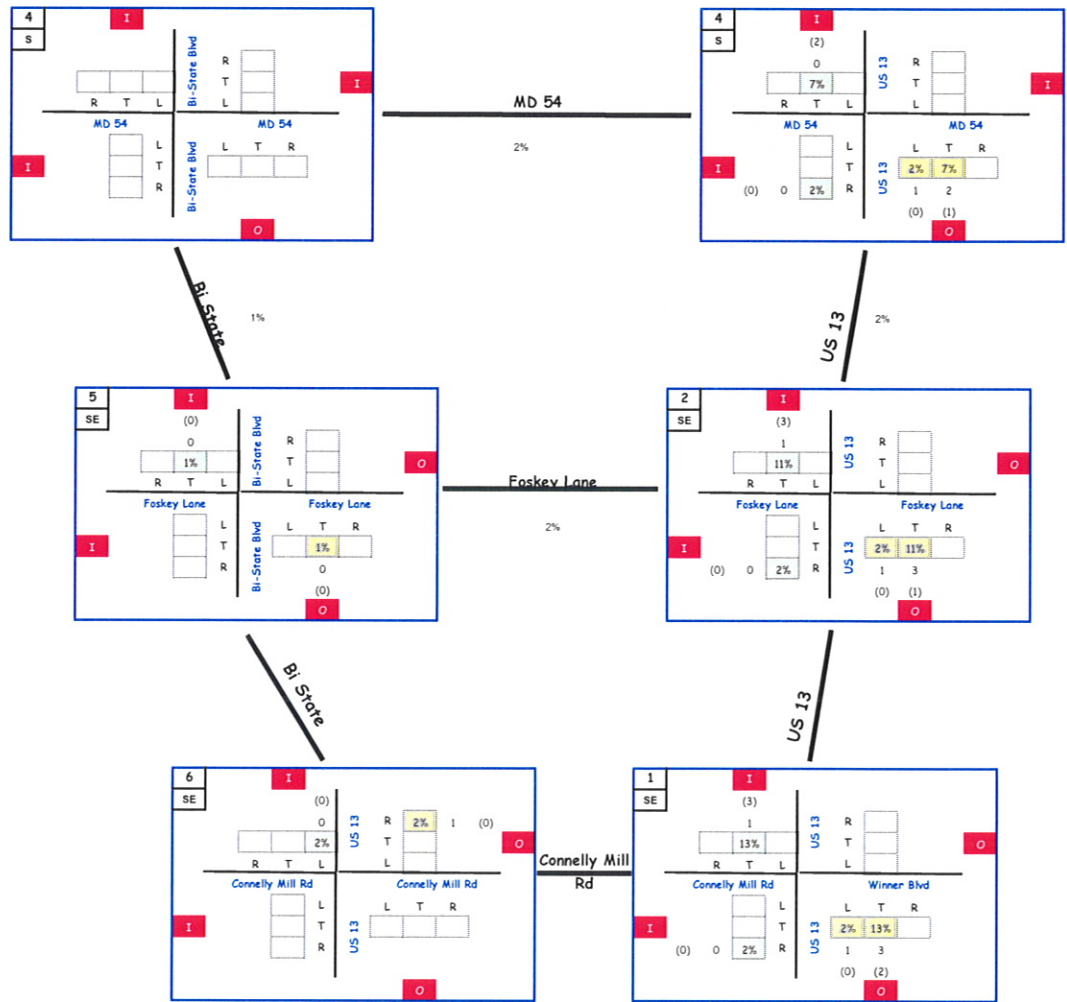 4
S
I
Bi-State Blvd
R
T
L
I
R T L
MD 54
MD 54
I
L
T
R
Bi-State Blvd
L T R
O
MD 54
2%
4
S
I
(2)
0
7%
R T L
US 13
R
T
L
I
MD 54
MD 54
I
L
T
(0) 0 2% R
US 13
L T R
2% 7%
1 2
(0) (1)
O
Bi State
1%
US 13
2%
5
SE
I
(0)
0
1%
R T L
Bi-State Blvd
R
T
L
O
Foskey Lane
Foskey Lane
I
L
T
R
Bi-State Blvd
L T R
1%
0
(0)
O
Foskey Lane
2%
2
SE
I
(3)
1
11%
R T L
US 13
R
T
L
O
Foskey Lane
Foskey Lane
I
L
T
(0) 0 2% R
US 13
L T R
2% 11%
1 3
(0) (1)
O
Bi State
US 13
6
SE
I
(0)
0
2%
R T L
US 13
R 2% 1 (0)
T
L
O
Connelly Mill Rd
Connelly Mill Rd
I
L
T
R
US 13
L T R
O
Connelly Mill
Rd
1
SE
I
(3)
1
13%
R T L
US 13
R
T
L
O
Connelly Mill Rd
Winner Blvd
I
L
T
(0) 0 2% R
US 13
L T R
2% 13%
1 3
(0) (2)
O